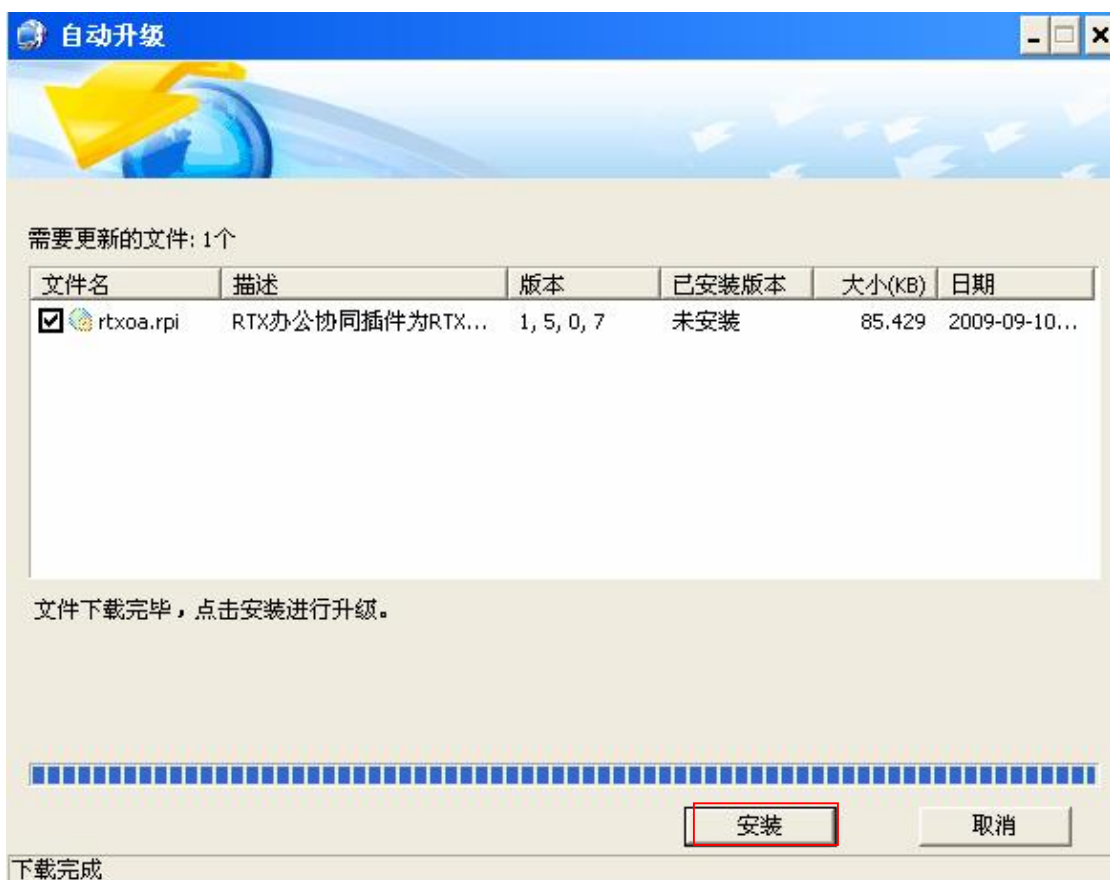 自动升级
需要更新的文件: 1个
文件名 描述 版本 已安装版本 大小(KB) 日期
rtxoa.rpi RTX办公协同插件为RTX... 1, 5, 0, 7 未安装 85.429 2009-09-10...
文件下载完毕，点击安装进行升级。
安装 取消
下载完成